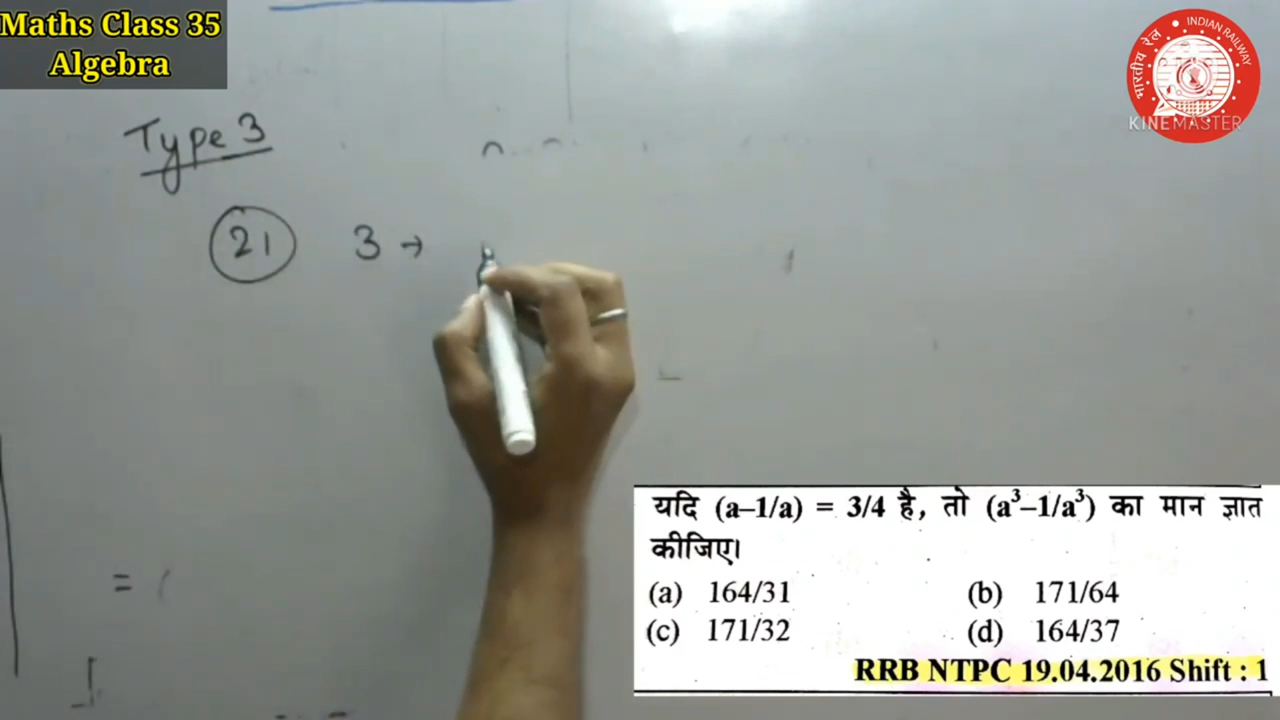 Maths Class 35
Algebra
भारतीय रेल
INDIAN RAILWAY
KINEMASTER
Type 3
21 3 →
= (
यदि (a–1/a) = 3/4 है, तो (a³–1/a³) का मान ज्ञात
कीजिए।
(a) 164/31 (b) 171/64
(c) 171/32 (d) 164/37
RRB NTPC 19.04.2016 Shift : 1